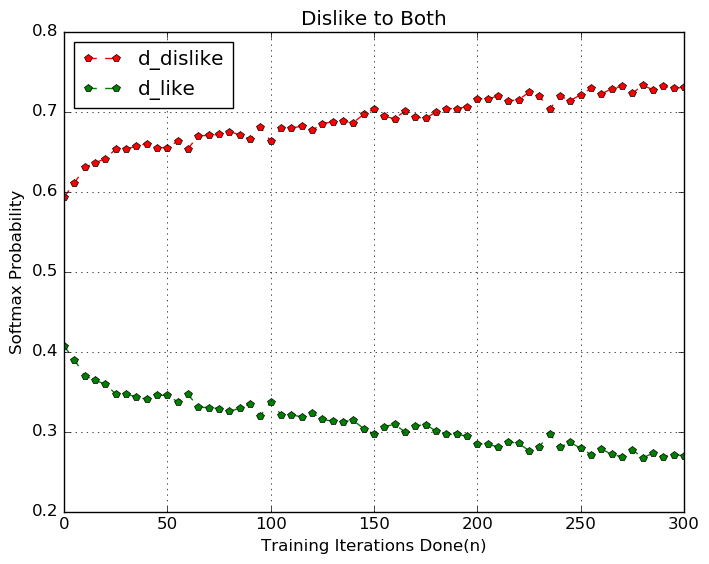 Dislike to Both
d_dislike
d_like
Softmax Probability
0.8
0.7
0.6
0.5
0.4
0.3
0.2
0 50 100 150 200 250 300
Training Iterations Done(n)